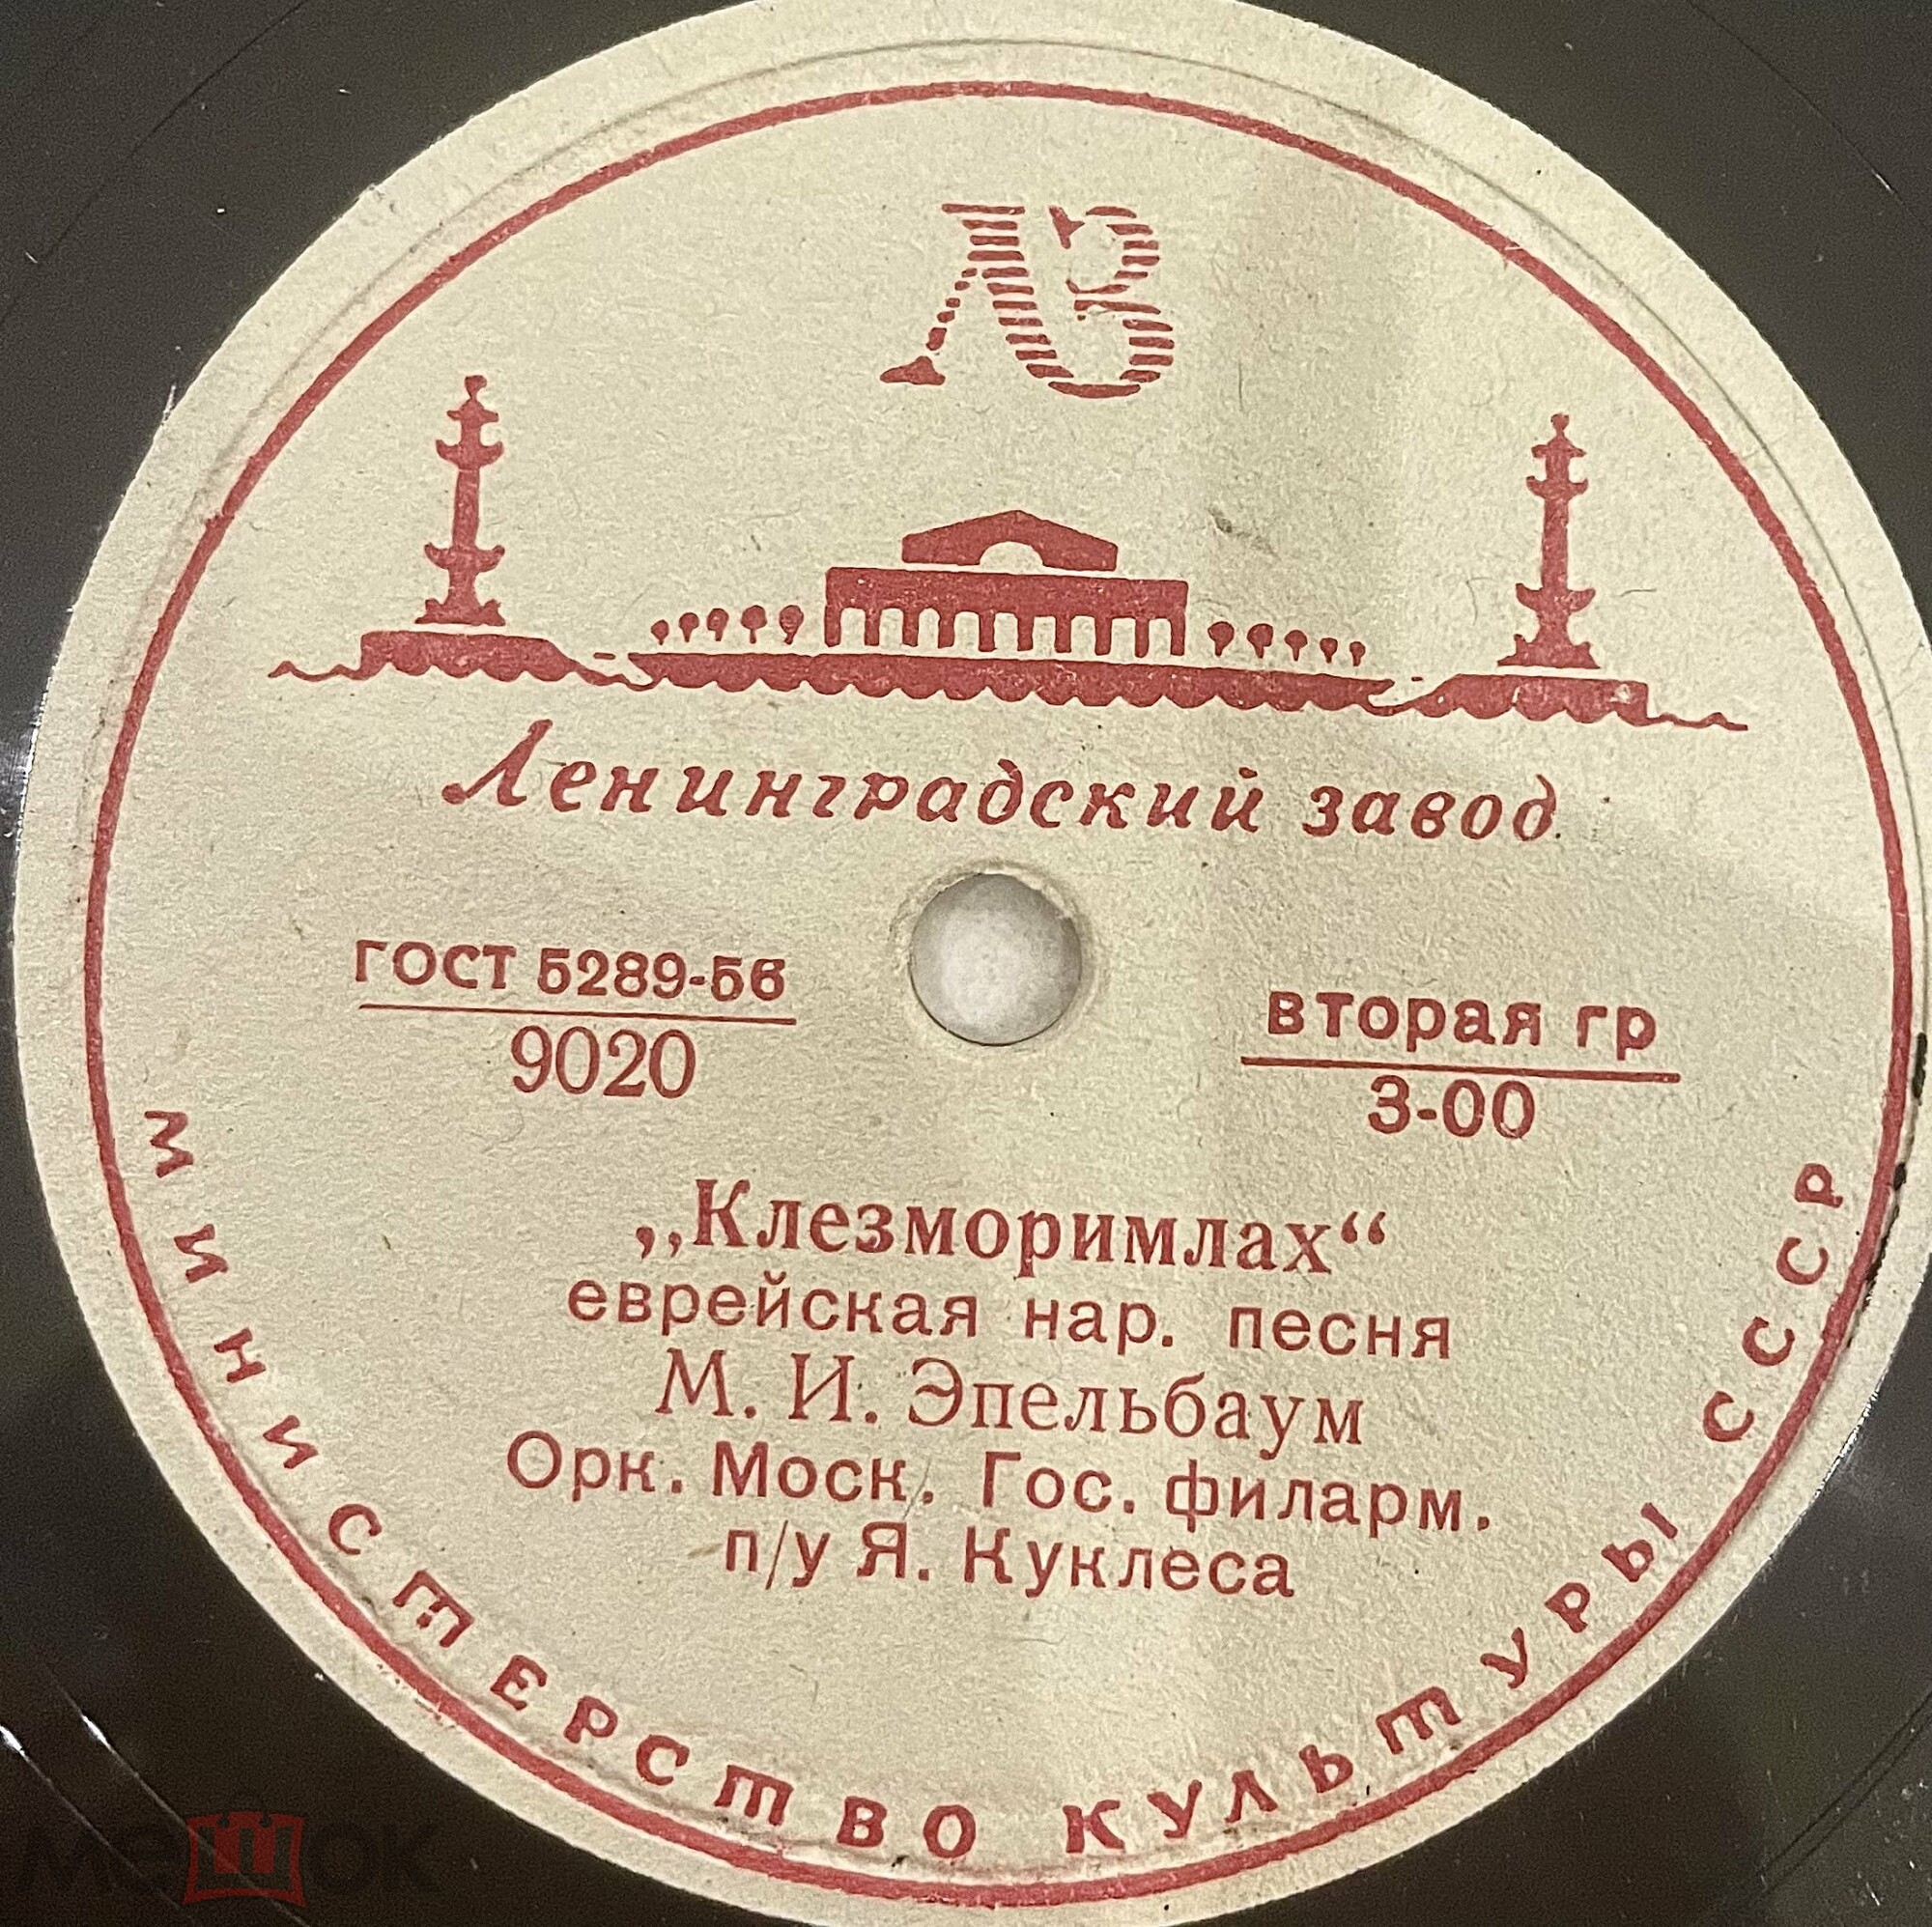 ЛЗ
Ленинградский завод
ГОСТ 5289-56
9020
вторая гр
3-00
„Клезморимлах“
еврейская нар. песня
М. И. Эпельбаум
Орк. Моск. Гос. филарм.
п/у Я. Куклеса
МИНИСТЕРСТВО КУЛЬТУРЫ СССР
мешок